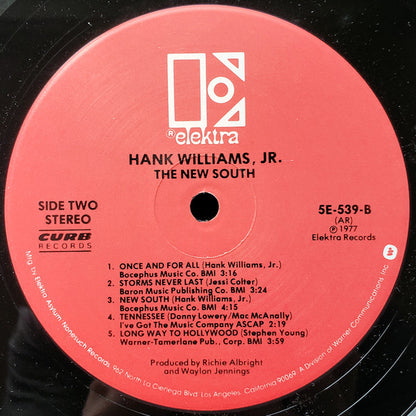 ® elektra
HANK WILLIAMS, JR.
THE NEW SOUTH
SIDE TWO
STEREO
CURB
RECORDS
5E-539-B
(AR)
℗ 1977
Elektra Records
1. ONCE AND FOR ALL (Hank Williams, Jr.)
Bocephus Music Co. BMI 3:16
2. STORMS NEVER LAST (Jessi Colter)
Baron Music Publishing Co. BMI 3:24
3. NEW SOUTH (Hank Williams, Jr.)
Bocephus Music Co. BMI 4:15
4. TENNESSEE (Danny Lowery/Mac McAnally)
I've Got The Music Company ASCAP 2:19
5. LONG WAY TO HOLLYWOOD (Stephen Young)
Warner-Tamerlane Pub., Corp. BMI 3:59
Produced by Richie Albright
and Waylon Jennings
Mfg. by Elektra/Asylum/Nonesuch Records, 962 North La Cienega Blvd. Los Angeles, California 90069. A Division of Warner Communications Inc.